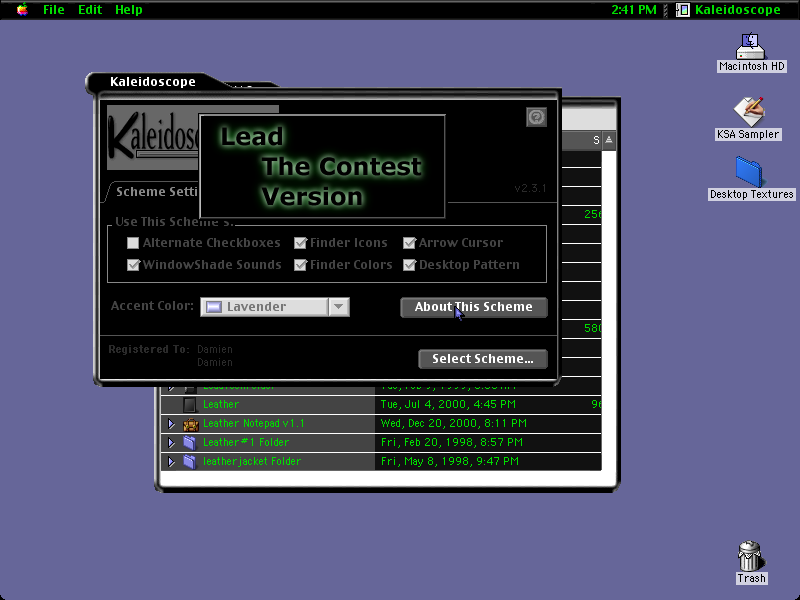 File Edit Help
2:41 PM Kaleidoscope
Macintosh HD
KSA Sampler
Desktop Textures
Kaleidoscope
Lead
The Contest
Version
v2.3.1
Use This Scheme's:
Alternate Checkboxes
Finder Icons
Arrow Cursor
WindowShade Sounds
Finder Colors
Desktop Pattern
Accent Color:
Lavender
About This Scheme
Registered To: Damien
Damien
Select Scheme...
S
256
580
Leather
Tue, Jul 4, 2000, 4:45 PM
96
Leather Notepad v1.1
Wed, Dec 20, 2000, 8:11 PM
Leather#1 Folder
Fri, Feb 20, 1998, 8:57 PM
leatherjacket Folder
Fri, May 8, 1998, 9:47 PM
Trash